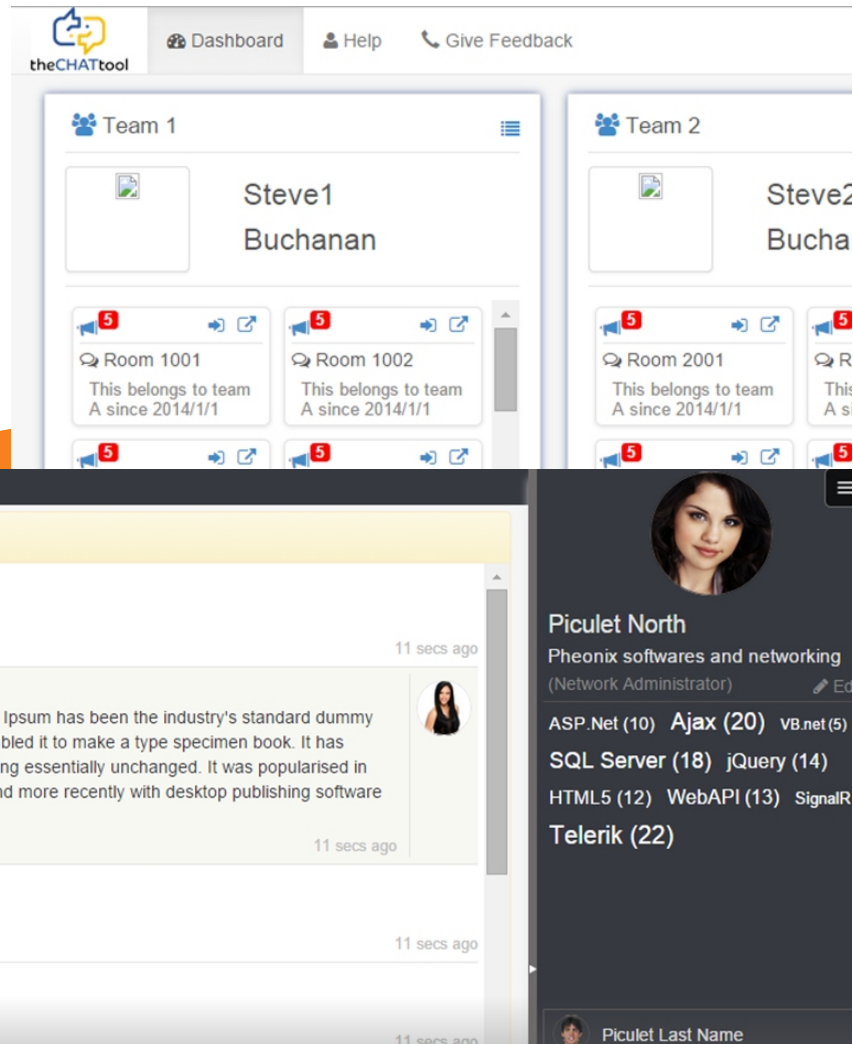 theCHATtool
Dashboard
Help
Give Feedback
Team 1
Steve1
Buchanan
5
5
Room 1001
This belongs to team
A since 2014/1/1
Room 1002
This belongs to team
A since 2014/1/1
5
5
Team 2
Steve2
Bucha
5
5
Room 2001
This belongs to team
A since 2014/1/1
R
This
A si
5
5
11 secs ago
Ipsum has been the industry's standard dummy
bled it to make a type specimen book. It has
ng essentially unchanged. It was popularised in
nd more recently with desktop publishing software
11 secs ago
11 secs ago
11 secs ago
Piculet North
Pheonix softwares and networking
(Network Administrator)
Ed
ASP.Net (10) Ajax (20) VB.net (5)
SQL Server (18) jQuery (14)
HTML5 (12) WebAPI (13) SignalR
Telerik (22)
Piculet Last Name